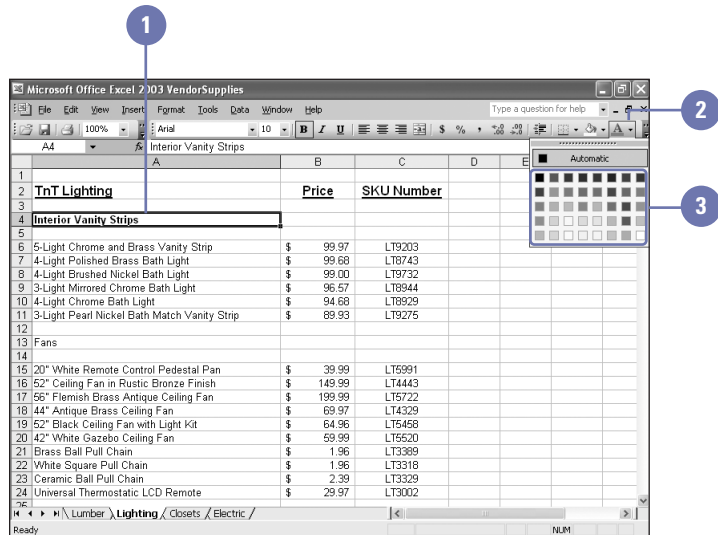 1
Microsoft Office Excel 2003 VendorSupplies
2
File Edit View Insert Format Tools Data Window Help Type a question for help
100% Arial 10 B I U $ % , A
A4 fx Interior Vanity Strips
Automatic
A B C D E
3
1
2 TnT Lighting Price SKU Number
3
4 Interior Vanity Strips
5
6 5-Light Chrome and Brass Vanity Strip $ 99.97 LT9203
7 4-Light Polished Brass Bath Light $ 99.68 LT8743
8 4-Light Brushed Nickel Bath Light $ 99.00 LT9732
9 3-Light Mirrored Chrome Bath Light $ 96.57 LT8944
10 4-Light Chrome Bath Light $ 94.68 LT8929
11 3-Light Pearl Nickel Bath Match Vanity Strip $ 89.93 LT9275
12
13 Fans
14
15 20" White Remote Control Pedestal Pan $ 39.99 LT5991
16 52" Ceiling Fan in Rustic Bronze Finish $ 149.99 LT4443
17 56" Flemish Brass Antique Ceiling Fan $ 199.99 LT5722
18 44" Antique Brass Ceiling Fan $ 69.97 LT4329
19 52" Black Ceiling Fan with Light Kit $ 64.96 LT5458
20 42" White Gazebo Ceiling Fan $ 59.99 LT5520
21 Brass Ball Pull Chain $ 1.96 LT3389
22 White Square Pull Chain $ 1.96 LT3318
23 Ceramic Ball Pull Chain $ 2.39 LT3329
24 Universal Thermostatic LCD Remote $ 29.97 LT3002
25
Lumber Lighting Closets Electric
Ready NUM